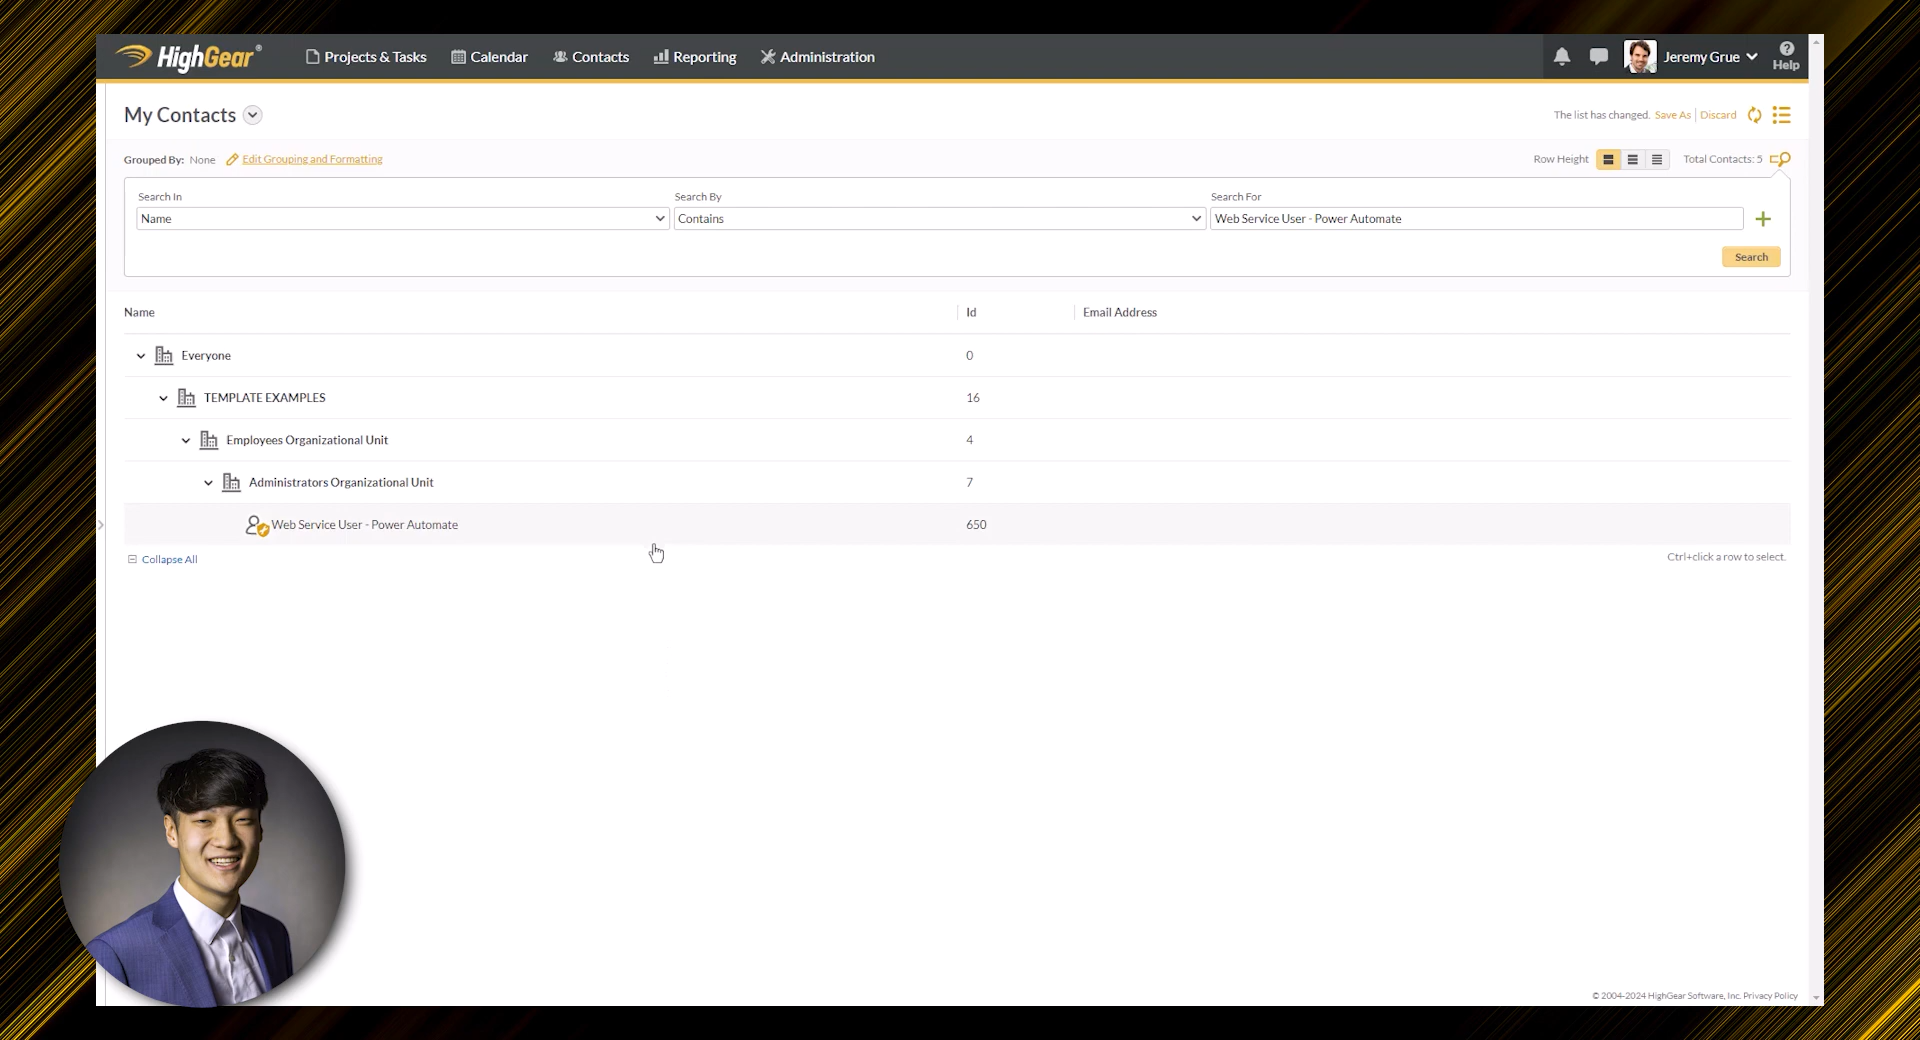 HighGear®
Projects & Tasks
Calendar
Contacts
Reporting
Administration
Jeremy Grue
Help
My Contacts
The list has changed. Save As | Discard
Grouped By: None
Edit Grouping and Formatting
Row Height
Total Contacts: 5
Search In
Search By
Search For
Name
Contains
Web Service User - Power Automate
Search
Name
Id
Email Address
Everyone
0
TEMPLATE EXAMPLES
16
Employees Organizational Unit
4
Administrators Organizational Unit
7
Web Service User - Power Automate
650
Collapse All
Ctrl+click a row to select.
© 2004-2024 HighGear Software, Inc. Privacy Policy